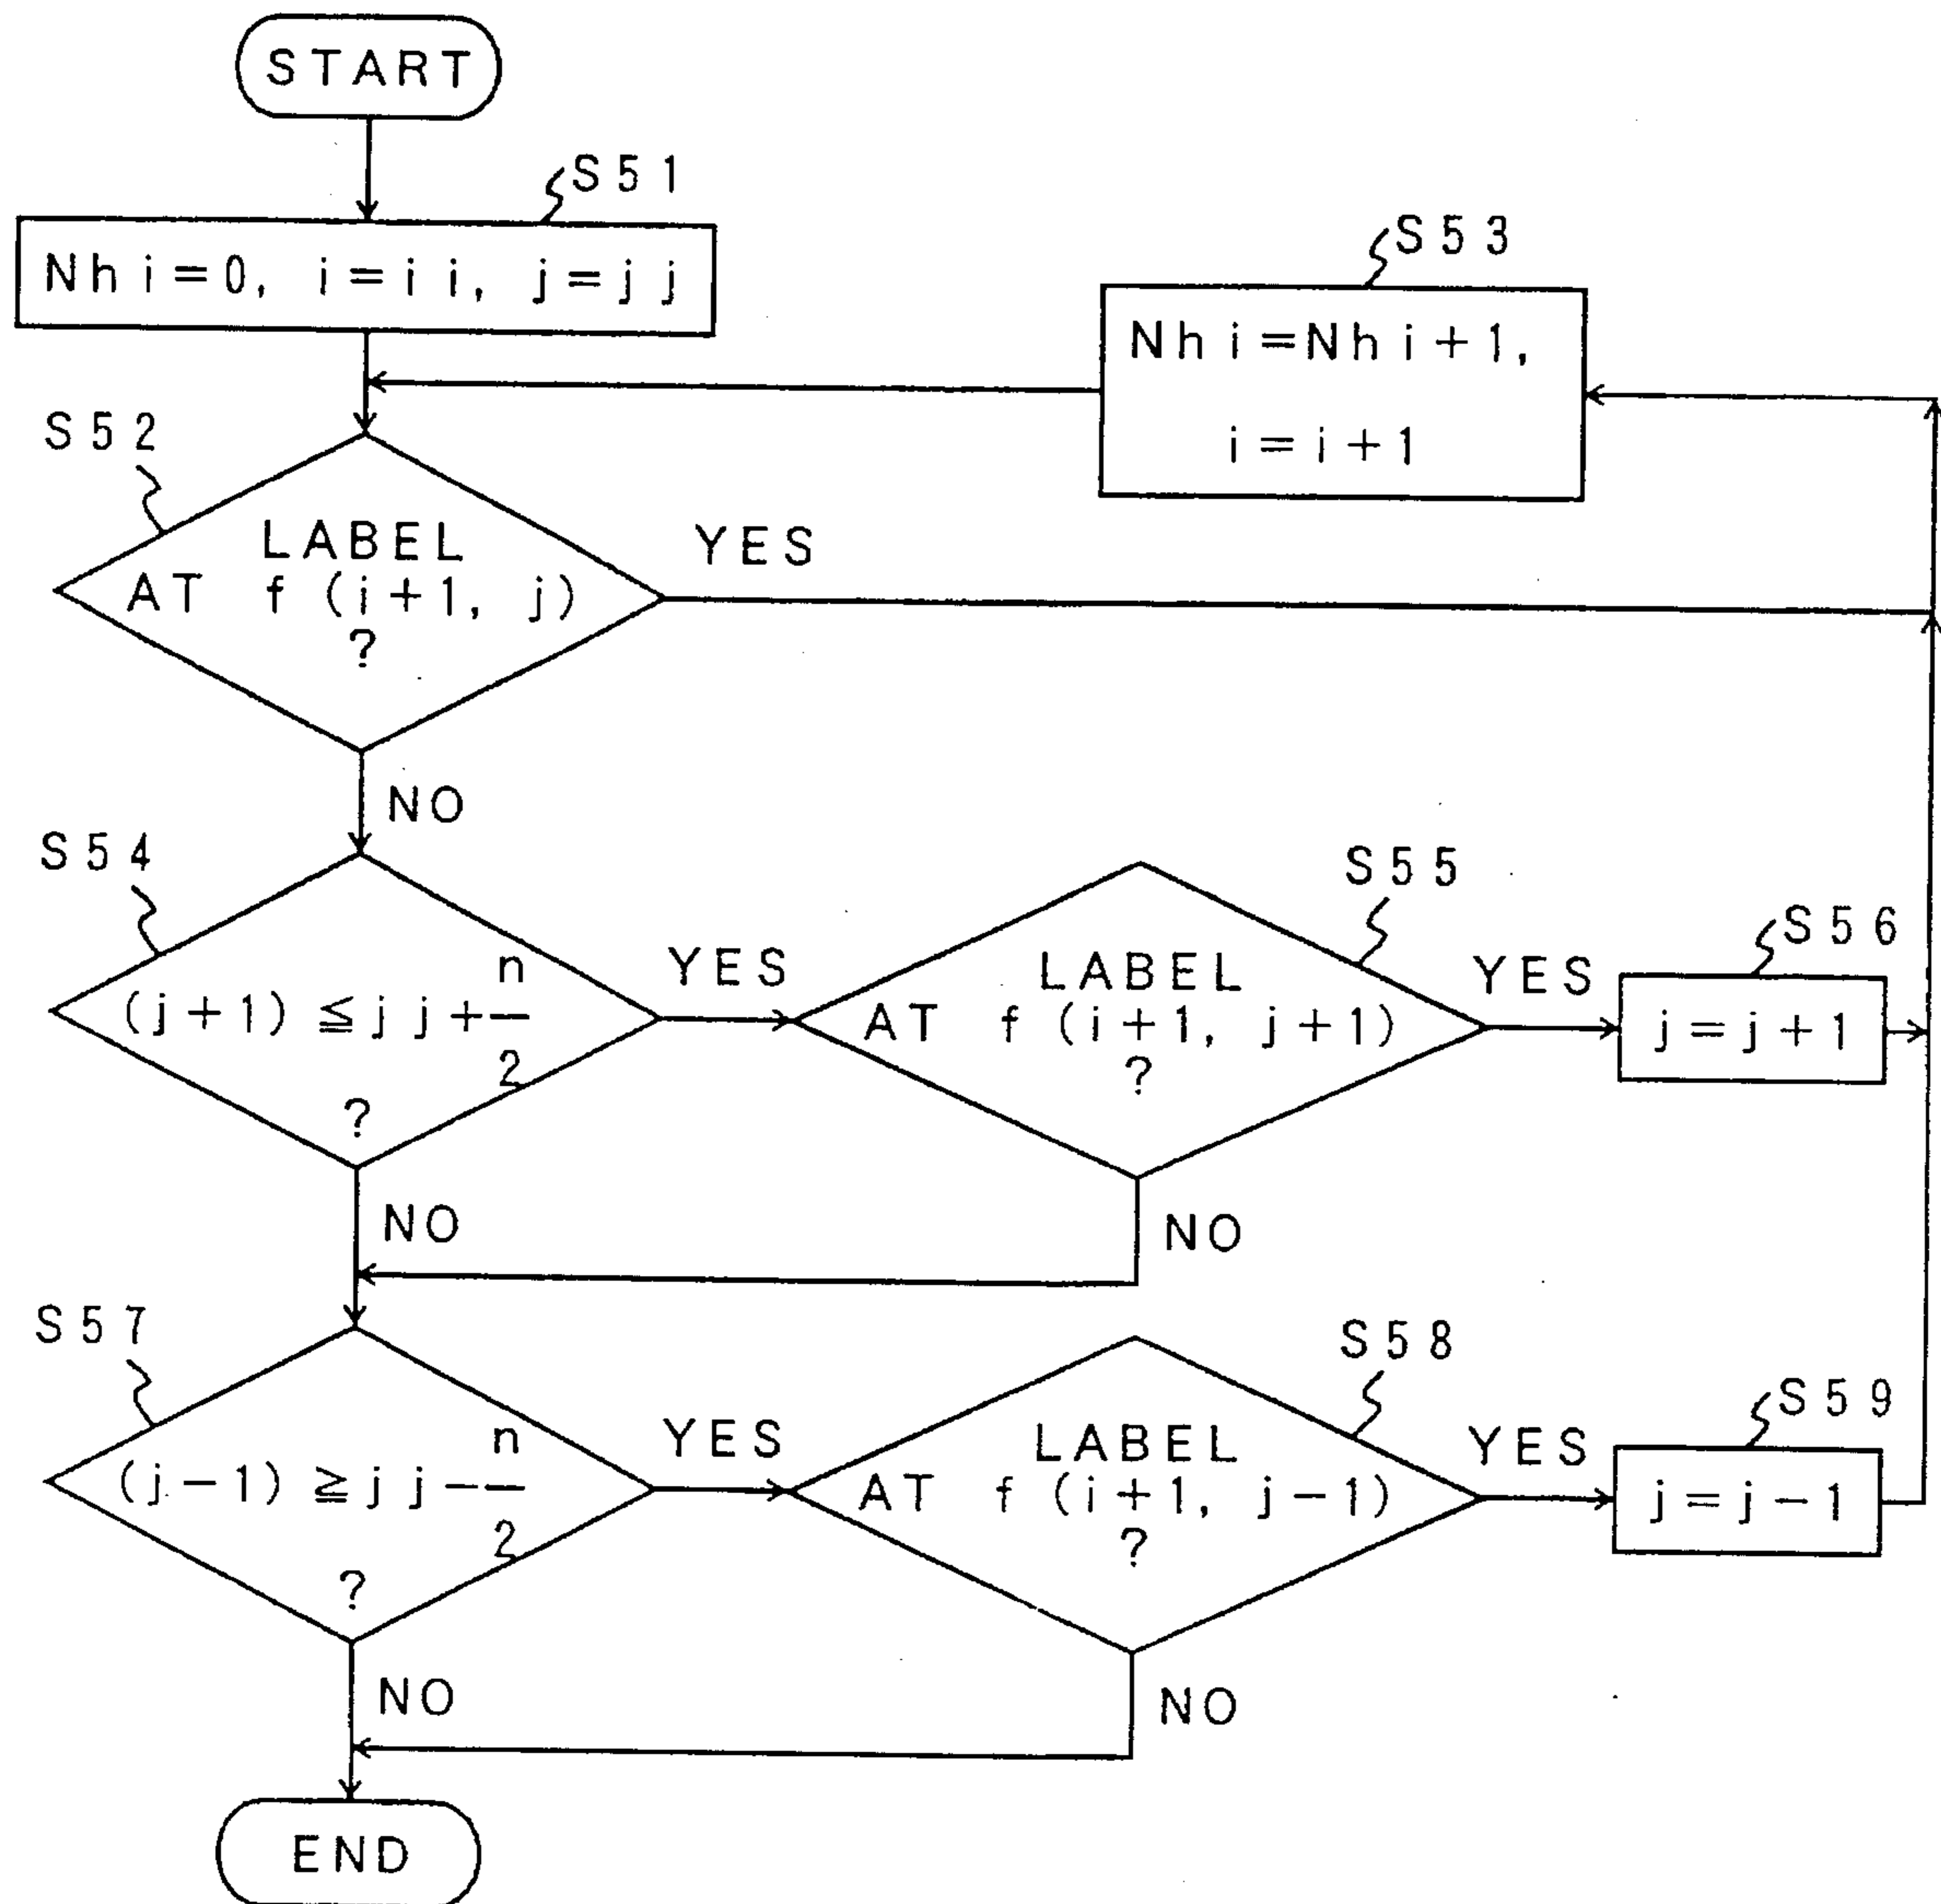 START
S51
Nhi=0, i=ii, j=jj
S53
Nhi=Nhi+1,
i=i+1
S52
LABEL
AT f(i+1, j)
?
YES
NO
S54
(j+1)≦jj+n/2
?
YES
S55
LABEL
AT f(i+1, j+1)
?
YES
S56
j=j+1
NO
NO
S57
(j-1)≧jj-n/2
?
YES
S58
LABEL
AT f(i+1, j-1)
?
YES
S59
j=j-1
NO
NO
END